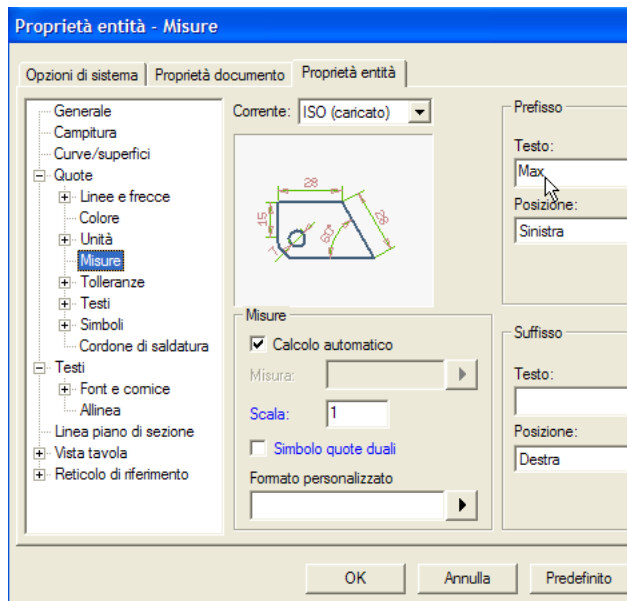 Proprietà entità - Misure
Opzioni di sistema
Proprietà documento
Proprietà entità
Generale
Campitura
Curve/superfici
Quote
Linee e frecce
Colore
Unità
Misure
Tolleranze
Testi
Simboli
Cordone di saldatura
Testi
Font e cornice
Allinea
Linea piano di sezione
Vista tavola
Reticolo di riferimento
Corrente: ISO (caricato)
28
15
28
60°
7
Misure
Calcolo automatico
Misura:
Scala: 1
Simbolo quote duali
Formato personalizzato
Prefisso
Testo:
Max
Posizione:
Sinistra
Suffisso
Testo:
Posizione:
Destra
OK
Annulla
Predefinito